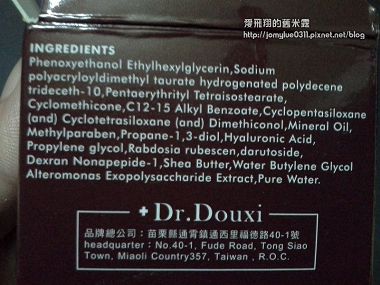 滑飛翔的舊米露
http://jomylue0311.pixnet.net/blog
INGREDIENTS
Phenoxyethanol Ethylhexylglycerin,Sodium
polyacryloyldimethyl taurate hydrogenated polydecene
trideceth-10,Pentaerythrityl Tetraisostearate,
Cyclomethicone,C12-15 Alkyl Benzoate,Cyclopentasiloxane
(and) Cyclotetrasiloxane (and) Dimethiconol,Mineral Oil,
Methylparaben,Propane-1,3-diol,Hyaluronic Acid,
Propylene glycol,Rabdosia rubescen,darutoside,
Dexran Nonapeptide-1,Shea Butter,Water Butylene Glycol
Alteromonas Exopolysaccharide Extract,Pure Water.
Dr.Douxi
品牌總公司：苗栗縣通霄鎮通西里福德路40-1號
headquarter : No.40-1, Fude Road, Tong Siao
Town, Miaoli Country357, Taiwan , R.O.C.